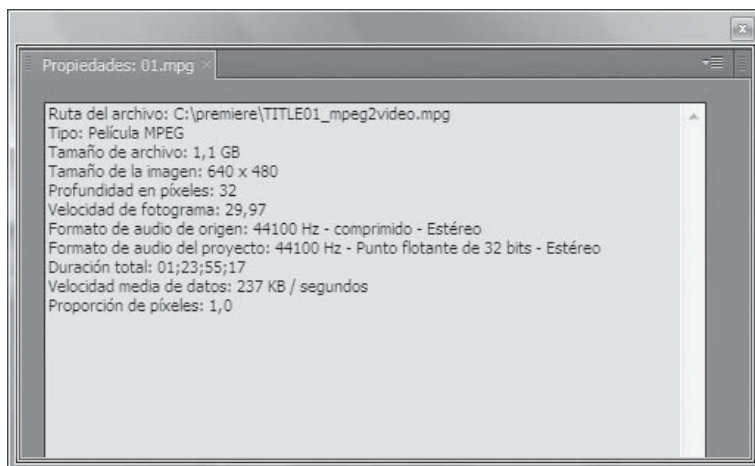 Propiedades: 01.mpg
Ruta del archivo: C:\premiere\TITLE01_mpeg2video.mpg
Tipo: Película MPEG
Tamaño de archivo: 1,1 GB
Tamaño de la imagen: 640 x 480
Profundidad en píxeles: 32
Velocidad de fotograma: 29,97
Formato de audio de origen: 44100 Hz - comprimido - Estéreo
Formato de audio del proyecto: 44100 Hz - Punto flotante de 32 bits - Estéreo
Duración total: 01;23;55;17
Velocidad media de datos: 237 KB / segundos
Proporción de píxeles: 1,0